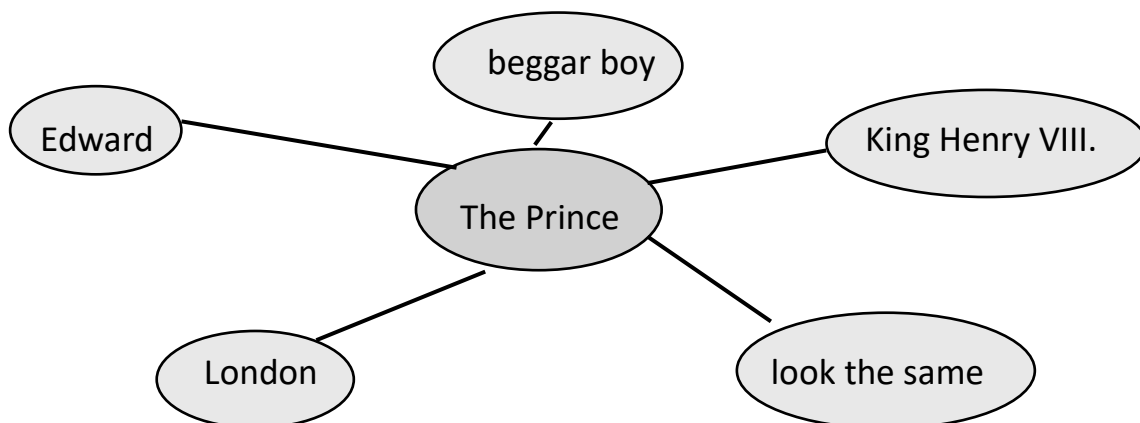 beggar boy
Edward
King Henry VIII.
The Prince
London
look the same